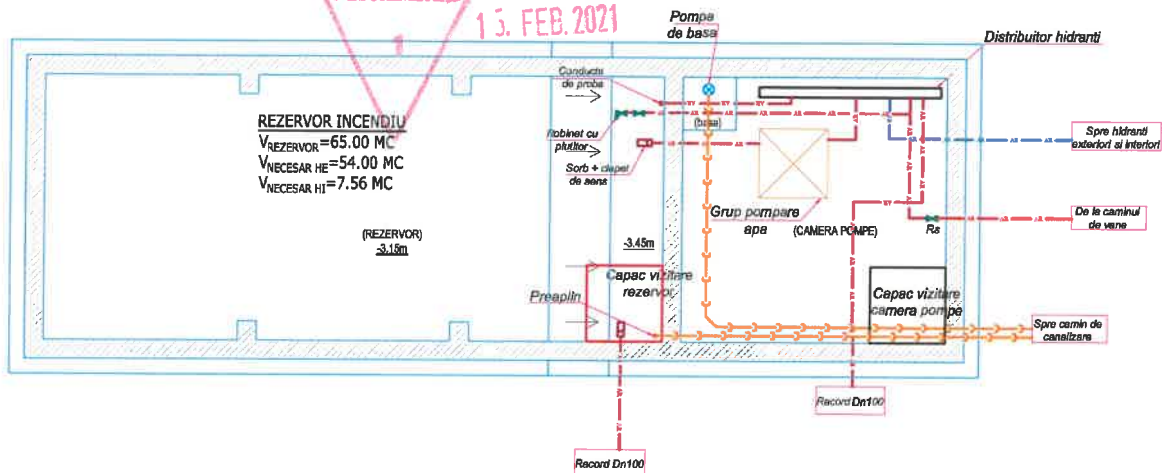 15. FEB. 2021
Pompa
de basa
Distribuitor hidranti
Conducta
de proba
REZERVOR INCENDIU
VREZERVOR=65.00 MC
VNECESAR HE=54.00 MC
VNECESAR HI=7.56 MC
(basa)
Robinet cu
plutitor
Spre hidranti
exteriori si interiori
Sorb + clapet
de sens
Grup pompare
apa
(CAMERA POMPE)
De la caminul
de vane
Rs
(REZERVOR)
-3.15m
-3.45m
Capac vizitare
rezervor
Preaplin
Capac vizitare
camera pompe
Spre camin de
canalizare
Racord Dn100
Racord Dn100